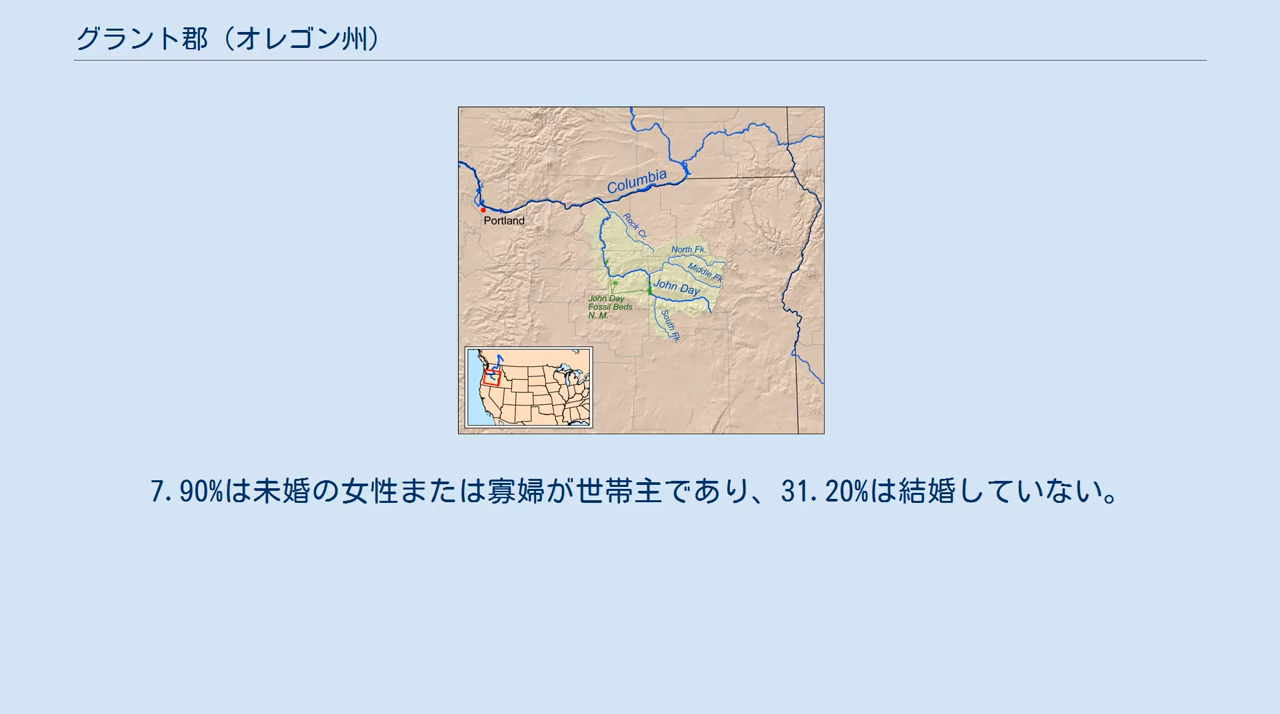 グラント郡（オレゴン州）
Columbia
Portland
Rock Cr.
North Fk.
Middle Fk.
John Day
John Day
Fossil Beds
N. M.
South Fk.
7.90%は未婚の女性または寡婦が世帯主であり、31.20%は結婚していない。